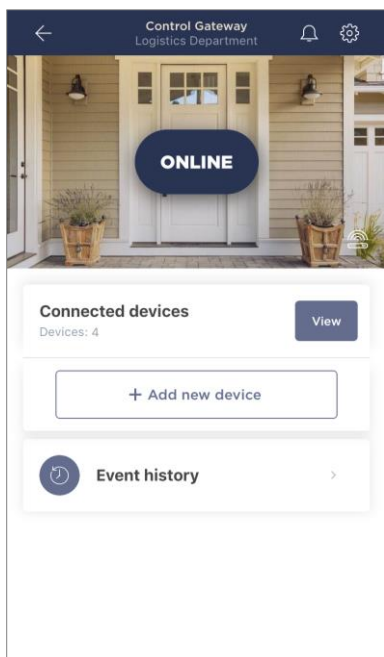 Control Gateway
Logistics Department
ONLINE
Connected devices
Devices: 4
View
+ Add new device
Event history